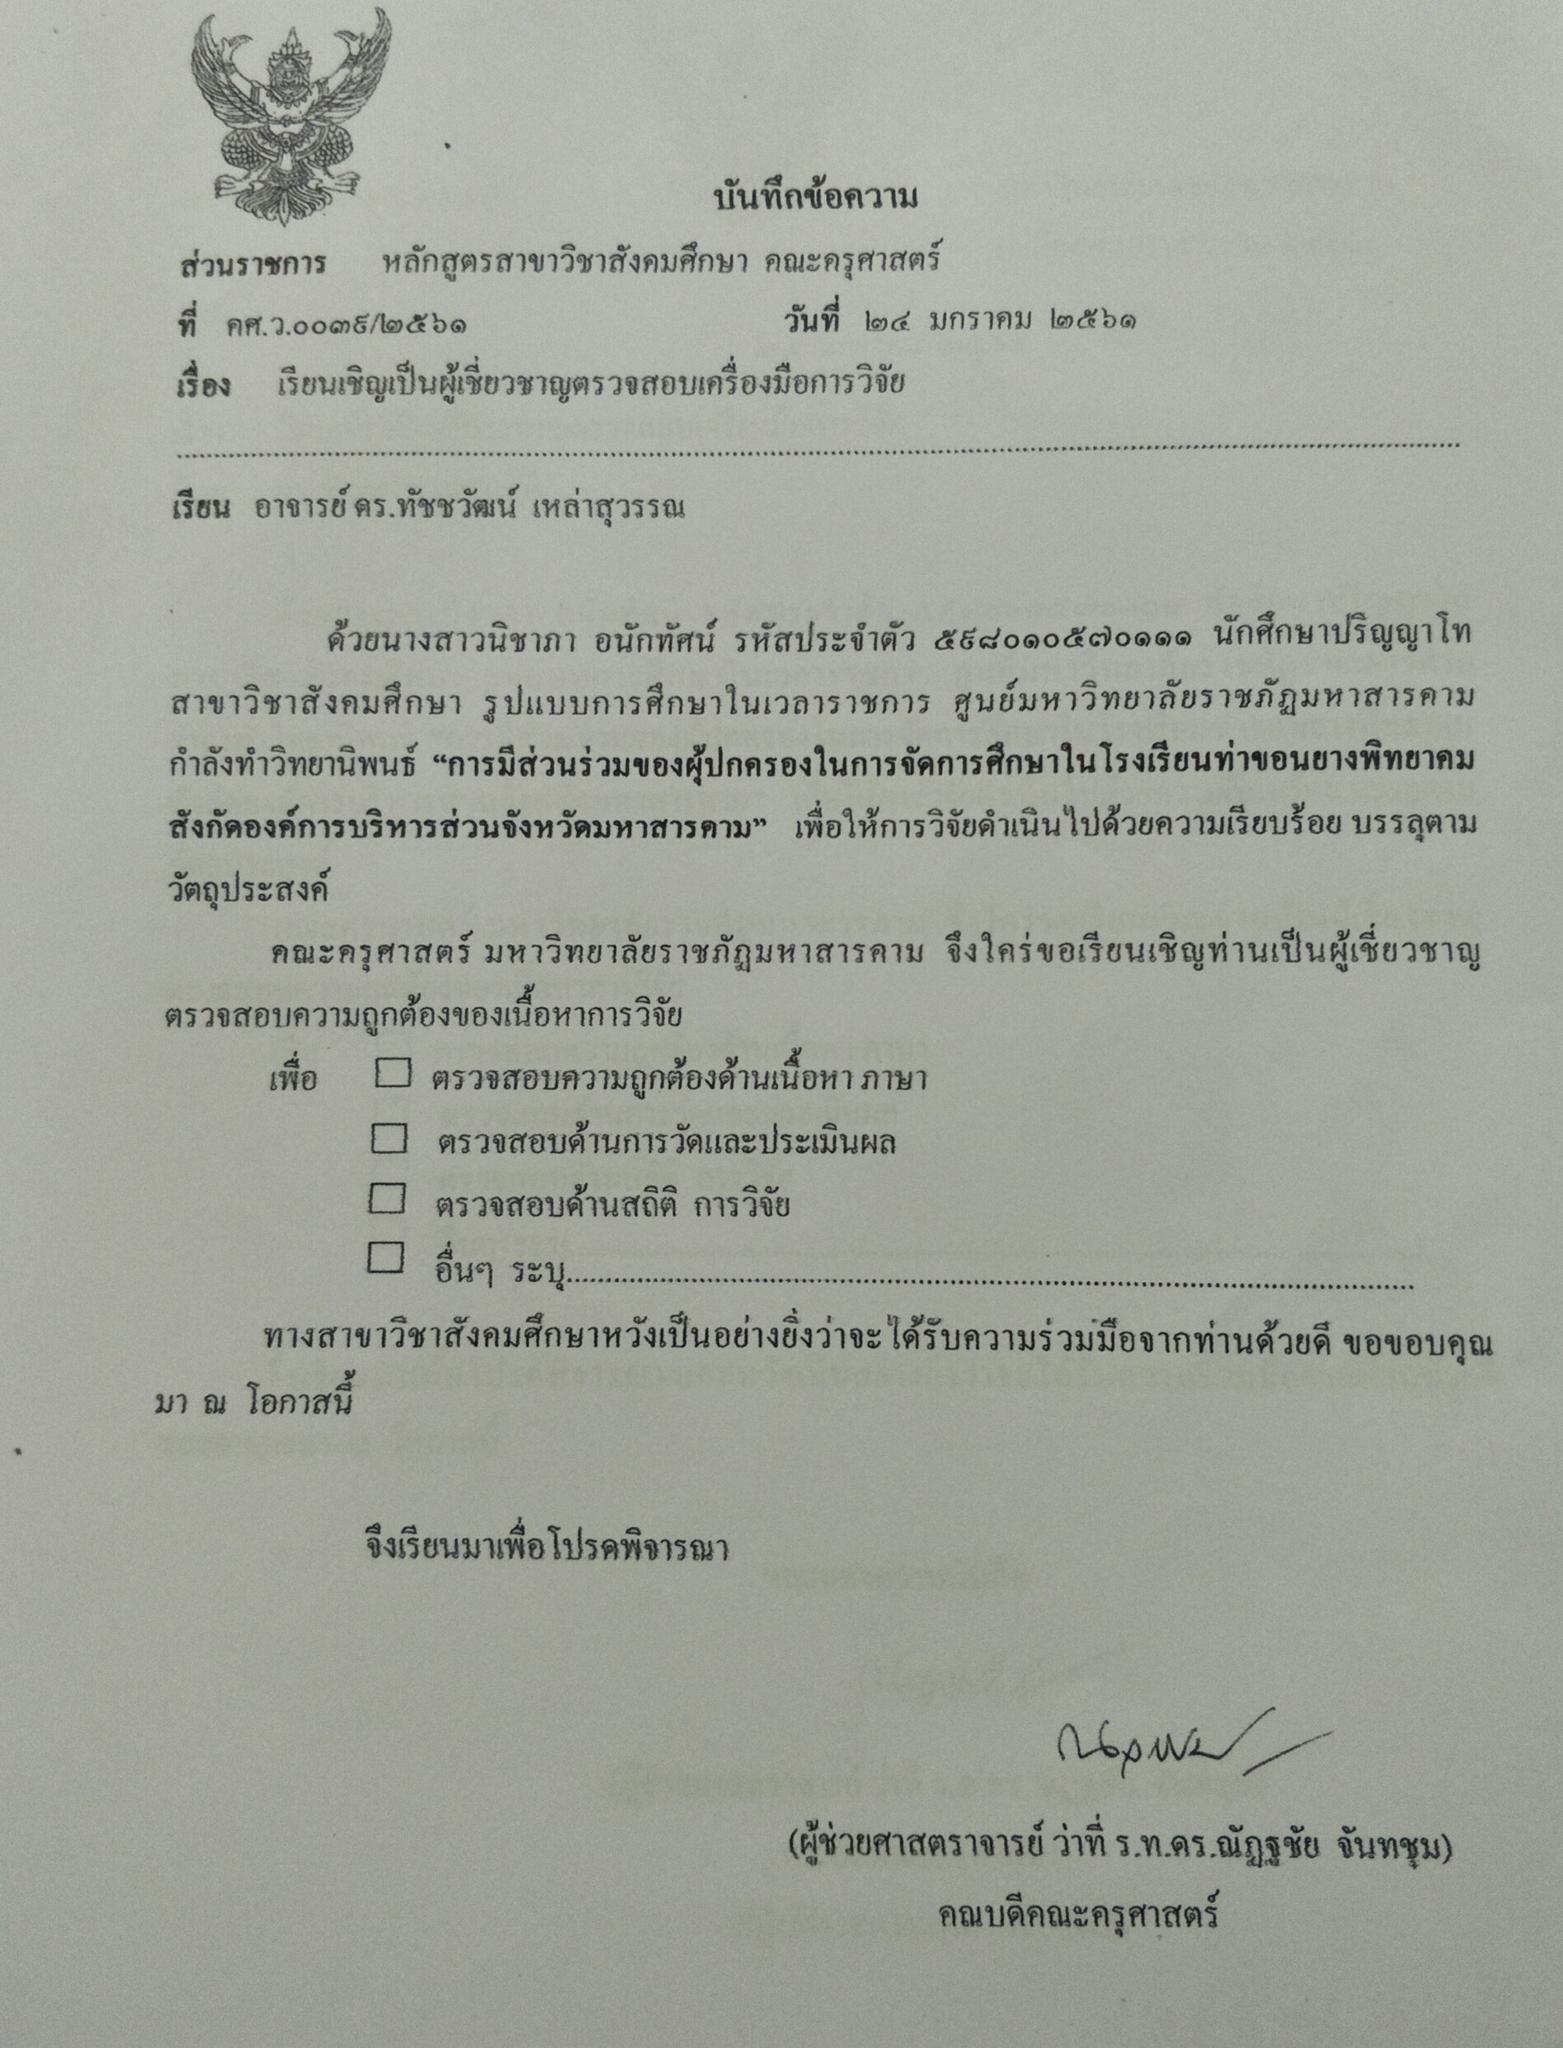 บันทึกข้อความ
ส่วนราชการ หลักสูตรสาขาวิชาสังคมศึกษา คณะครุศาสตร์
ที่ คศ.ว.๐๐๓๙/๒๕๖๑ วันที่ ๒๔ มกราคม ๒๕๖๑
เรื่อง เรียนเชิญเป็นผู้เชี่ยวชาญตรวจสอบเครื่องมือการวิจัย
เรียน อาจารย์ ดร.ทัชชวัฒน์ เหล่าสุวรรณ
ด้วยนางสาวนิชาภา อนักทัศน์ รหัสประจำตัว ๕๙๘๐๑๐๕๗๐๑๑๑ นักศึกษาปริญญาโท
สาขาวิชาสังคมศึกษา รูปแบบการศึกษาในเวลาราชการ ศูนย์มหาวิทยาลัยราชภัฏมหาสารคาม
กำลังทำวิทยานิพนธ์ “การมีส่วนร่วมของผุ้ปกครองในการจัดการศึกษาในโรงเรียนท่าขอนยางพิทยาคม
สังกัดองค์การบริหารส่วนจังหวัดมหาสารคาม” เพื่อให้การวิจัยดำเนินไปด้วยความเรียบร้อย บรรลุตาม
วัตถุประสงค์
คณะครุศาสตร์ มหาวิทยาลัยราชภัฏมหาสารคาม จึงใคร่ขอเรียนเชิญท่านเป็นผู้เชี่ยวชาญ
ตรวจสอบความถูกต้องของเนื้อหาการวิจัย
เพื่อ ☐ ตรวจสอบความถูกต้องด้านเนื้อหา ภาษา
☐ ตรวจสอบด้านการวัดและประเมินผล
☐ ตรวจสอบด้านสถิติ การวิจัย
☐ อื่นๆ ระบุ..........................................................................
ทางสาขาวิชาสังคมศึกษาหวังเป็นอย่างยิ่งว่าจะได้รับความร่วมมือจากท่านด้วยดี ขอขอบคุณ
มา ณ โอกาสนี้
จึงเรียนมาเพื่อโปรดพิจารณา
(ผู้ช่วยศาสตราจารย์ ว่าที่ ร.ท.ดร.ณัฏฐชัย จันทชุม)
คณบดีคณะครุศาสตร์